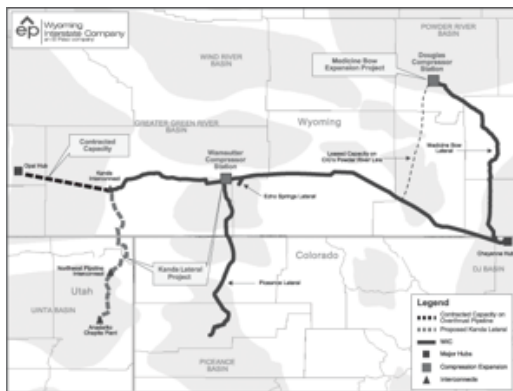 ep
Wyoming
Interstate Company
an El Paso company
POWDER RIVER
BASIN
WIND RIVER
BASIN
Medicine Bow
Expansion Project
Douglas
Compressor
Station
GREATER GREEN RIVER
BASIN
Wyoming
Contracted
Capacity
Opal Hub
Kanda
Interconnect
Wamsutter
Compressor
Station
Echo Springs Lateral
Leased Capacity on
CIG's Powder River Line
Medicine Bow
Lateral
Cheyenne Hub
DJ BASIN
Kanda Lateral
Project
Colorado
Northwest Pipeline
Interconnect
Utah
UINTA BASIN
Anadarko
Chapita Point
Piceance Lateral
PICEANCE
BASIN
Legend
Contracted Capacity on
Overthrust Pipeline
Proposed Kanda Lateral
WIC
Major Hubs
Compression Expansion
Interconnects